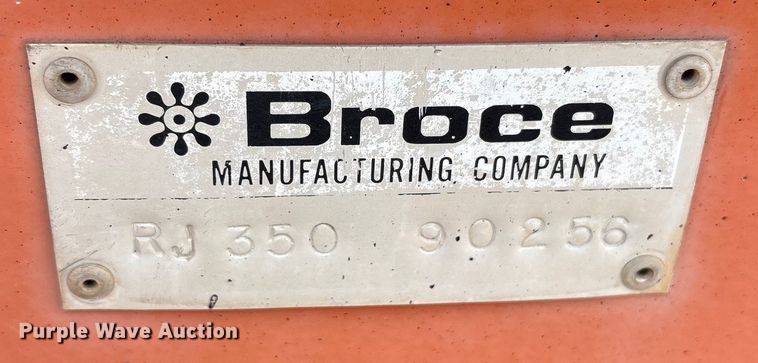 Broce
MANUFACTURING COMPANY
RJ 350 90256
Purple Wave Auction